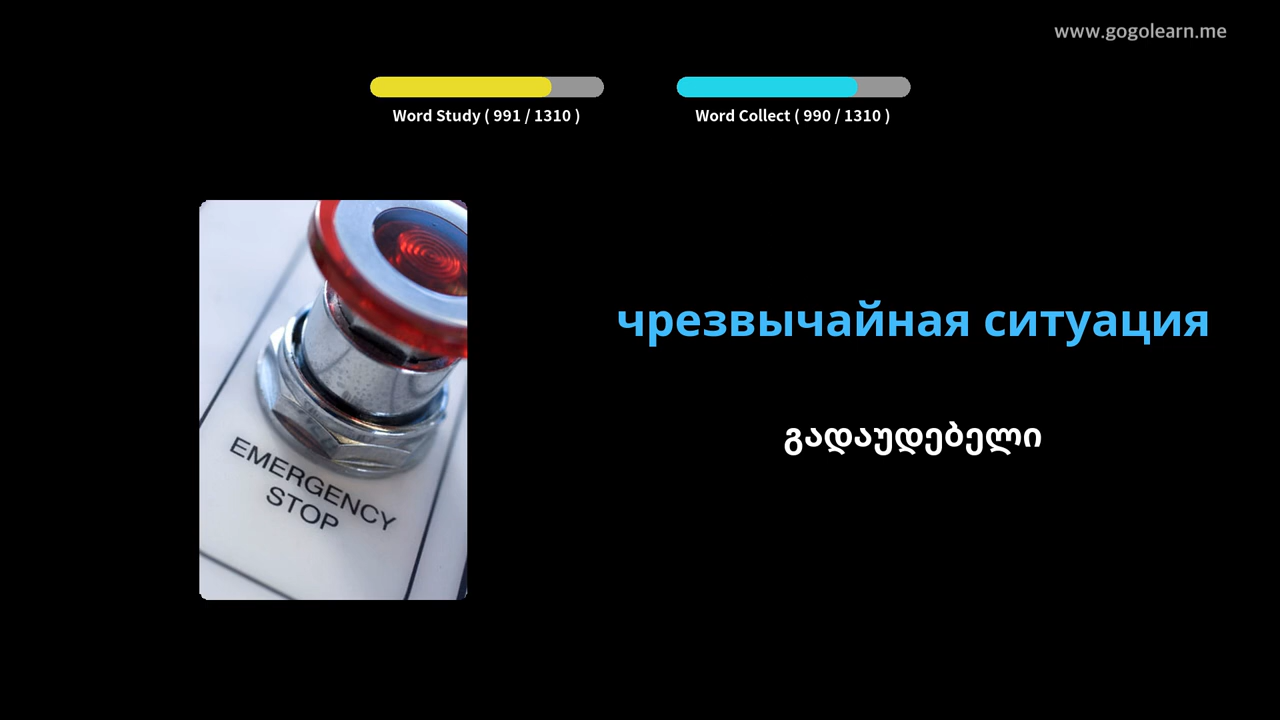 www.gogolearn.me
Word Study ( 991 / 1310 )
Word Collect ( 990 / 1310 )
чрезвычайная ситуация
გადაუდებელი
EMERGENCY
STOP